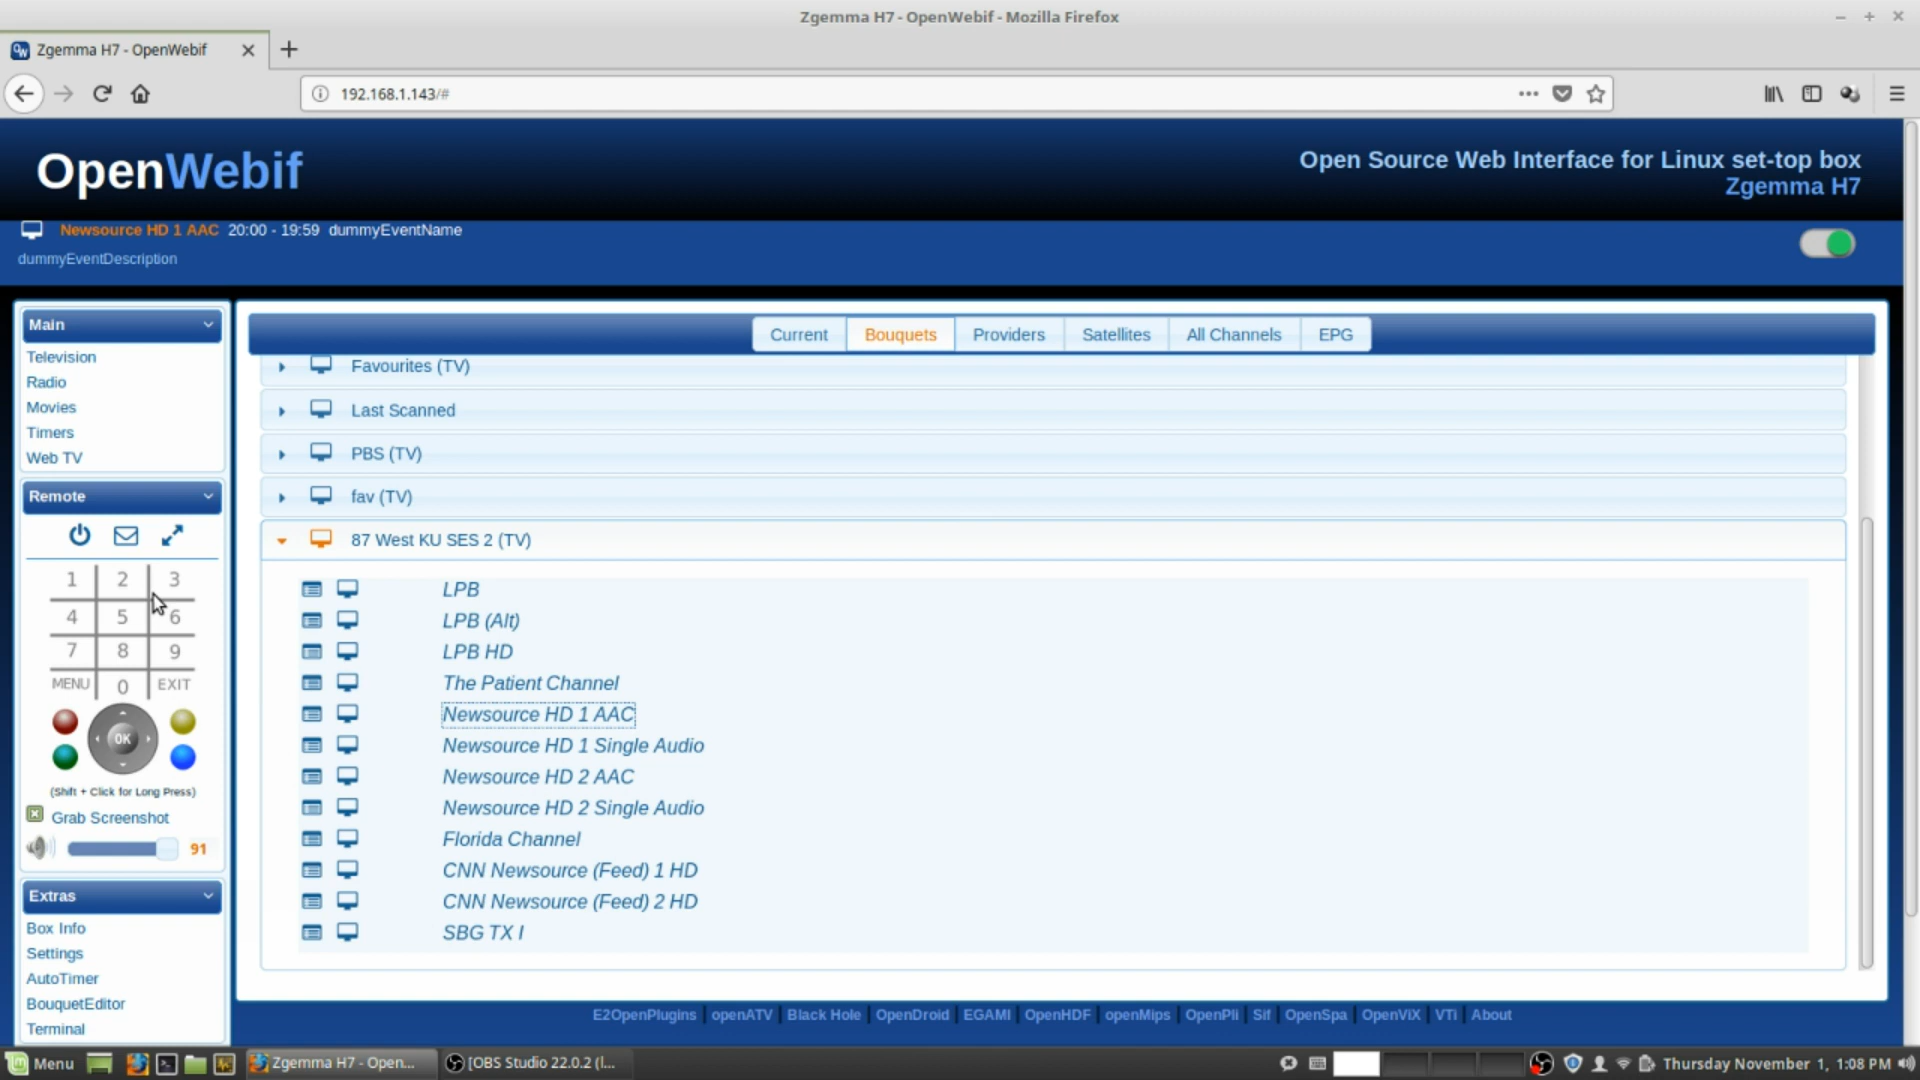 Zgemma H7 - OpenWebif - Mozilla Firefox
Zgemma H7 - OpenWebif
192.168.1.143/#
OpenWebif
Open Source Web Interface for Linux set-top box
Zgemma H7
Newsource HD 1 AAC 20:00 - 19:59 dummyEventName
dummyEventDescription
Main
Television
Radio
Movies
Timers
Web TV
Remote
1 2 3
4 5 6
7 8 9
MENU 0 EXIT
OK
(Shift + Click for Long Press)
Grab Screenshot
91
Extras
Box Info
Settings
AutoTimer
BouquetEditor
Terminal
Current Bouquets Providers Satellites All Channels EPG
Favourites (TV)
Last Scanned
PBS (TV)
fav (TV)
87 West KU SES 2 (TV)
LPB
LPB (Alt)
LPB HD
The Patient Channel
Newsource HD 1 AAC
Newsource HD 1 Single Audio
Newsource HD 2 AAC
Newsource HD 2 Single Audio
Florida Channel
CNN Newsource (Feed) 1 HD
CNN Newsource (Feed) 2 HD
SBG TX I
E2OpenPlugins | openATV | Black Hole | OpenDroid | EGAMI | OpenHDF | openMips | OpenPli | Sif | OpenSpa | OpenViX | VTi | About
Menu Zgemma H7 - Open... [OBS Studio 22.0.2 (l... Thursday November 1, 1:08 PM